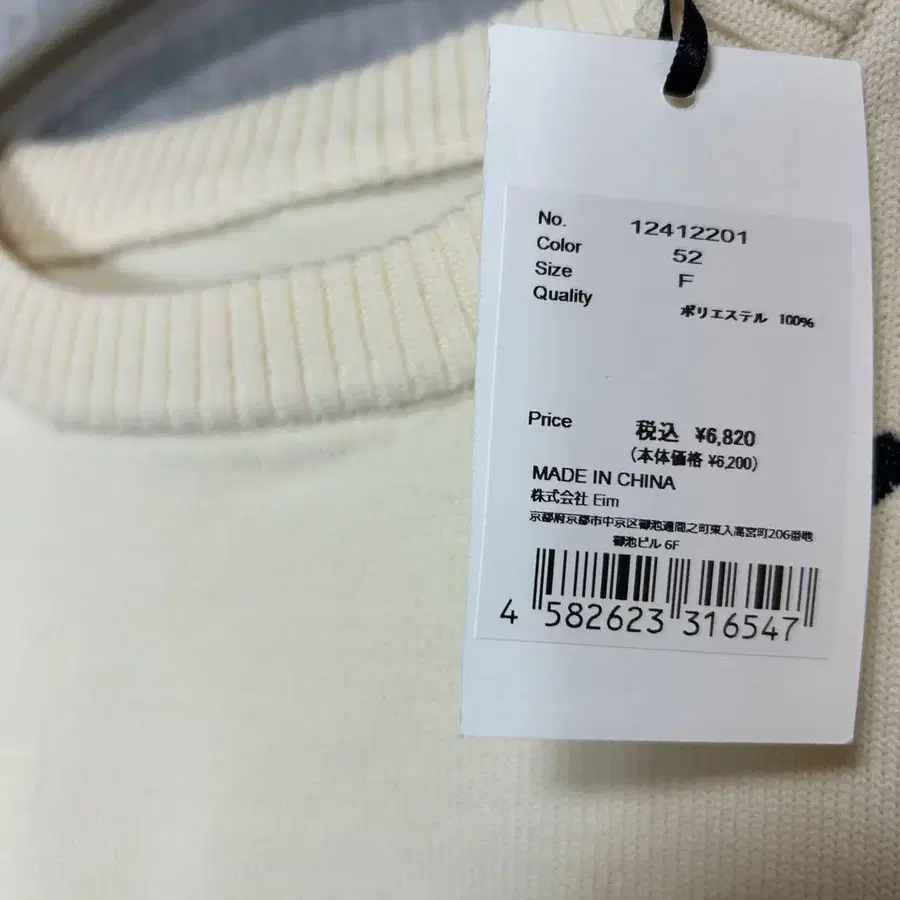 No. 12412201
Color 52
Size F
Quality
ポリエステル 100%
Price 税込 ¥6,820
(本体価格 ¥6,200)
MADE IN CHINA
株式会社 Eim
京都府京都市中京区御池通間之町東入高宮町206番地
御池ビル 6F
4 582623 316547